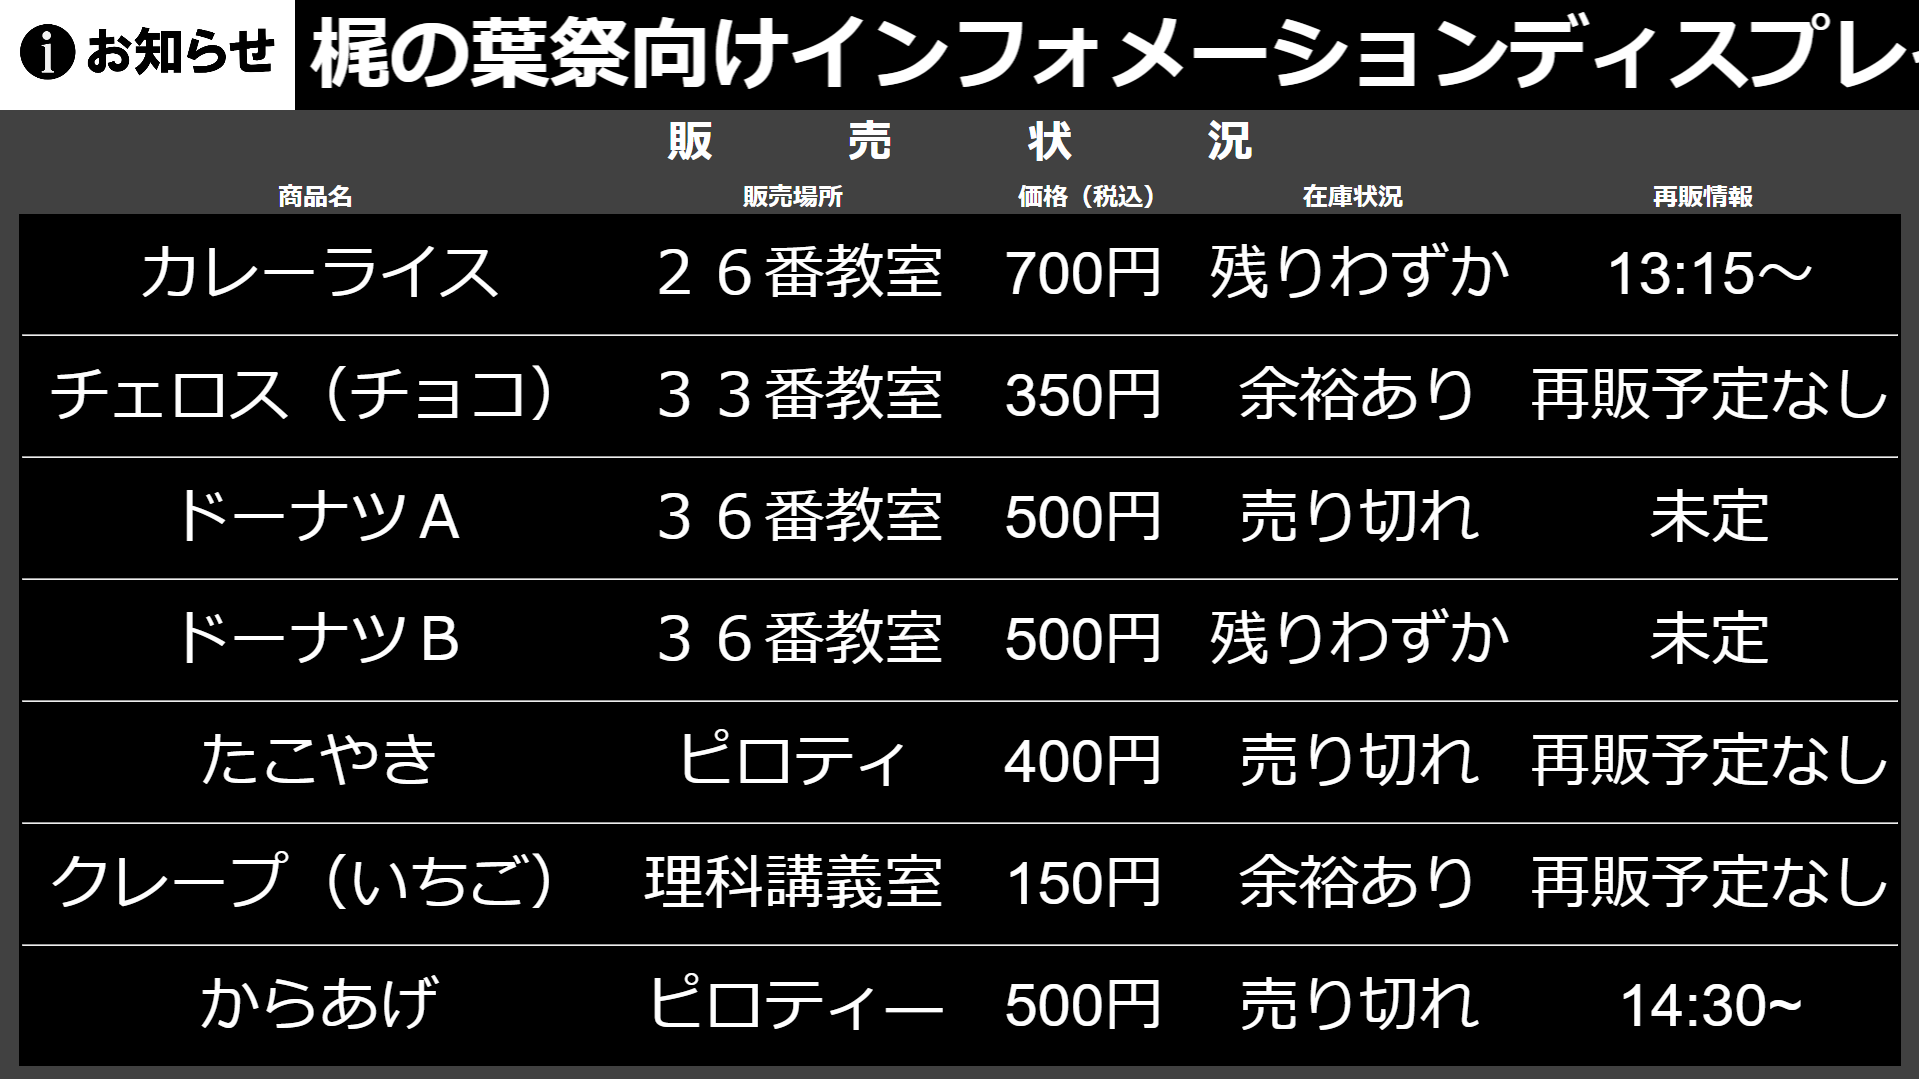 i お知らせ 梶の葉祭向けインフォメーションディスプレ
販売状況
商品名 販売場所 価格（税込） 在庫状況 再販情報
カレーライス ２６番教室 700円 残りわずか 13:15～
チェロス（チョコ） ３３番教室 350円 余裕あり 再販予定なし
ドーナツA ３６番教室 500円 売り切れ 未定
ドーナツB ３６番教室 500円 残りわずか 未定
たこやき ピロティ 400円 売り切れ 再販予定なし
クレープ（いちご） 理科講義室 150円 余裕あり 再販予定なし
からあげ ピロティー 500円 売り切れ 14:30~